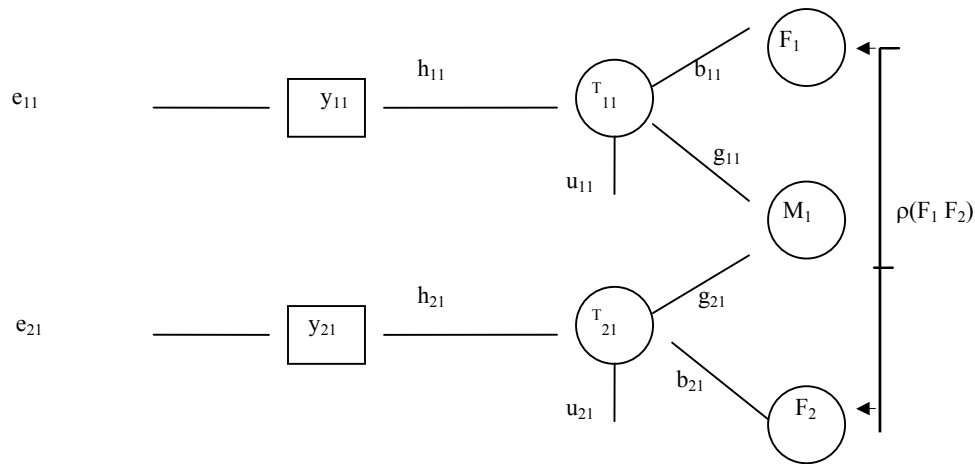 F₁
h₁₁
b₁₁
e₁₁
y₁₁
T₁₁
g₁₁
u₁₁
M₁
ρ(F₁ F₂)
g₂₁
h₂₁
e₂₁
y₂₁
T₂₁
b₂₁
u₂₁
F₂